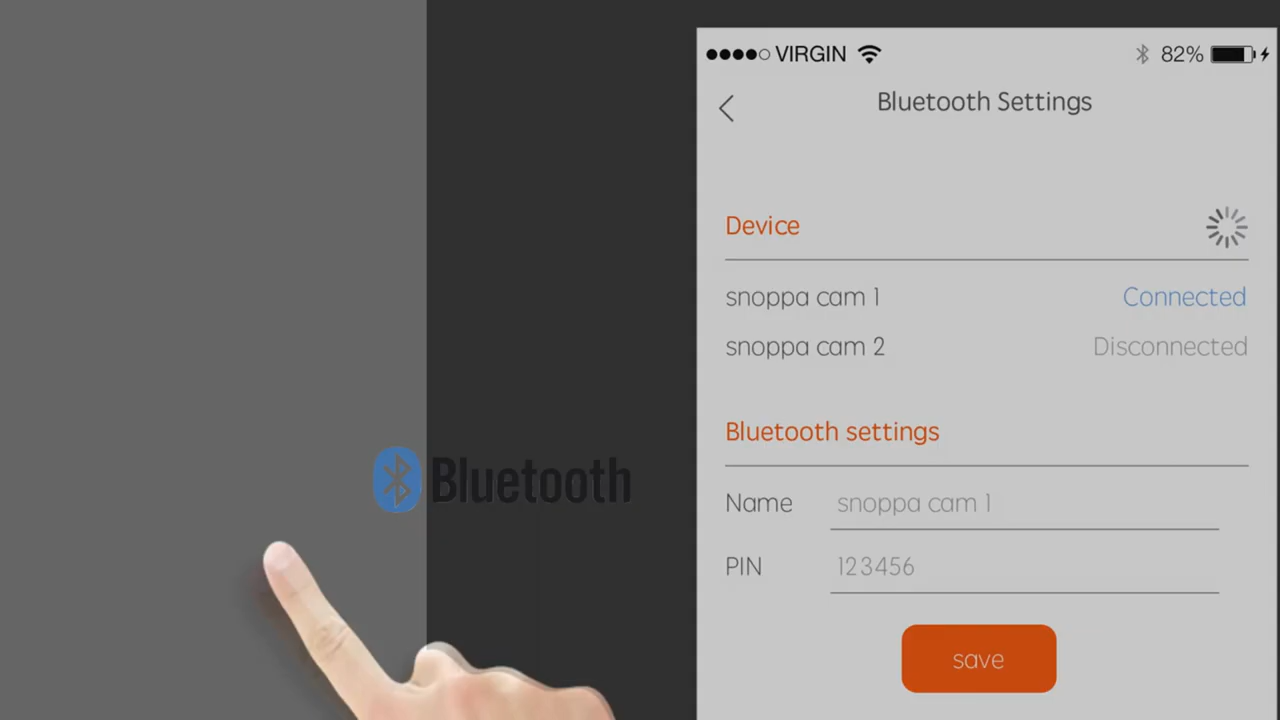 VIRGIN 82%
Bluetooth Settings
Device
snoppa cam 1 Connected
snoppa cam 2 Disconnected
Bluetooth settings
Bluetooth
Name snoppa cam 1
PIN 123456
save